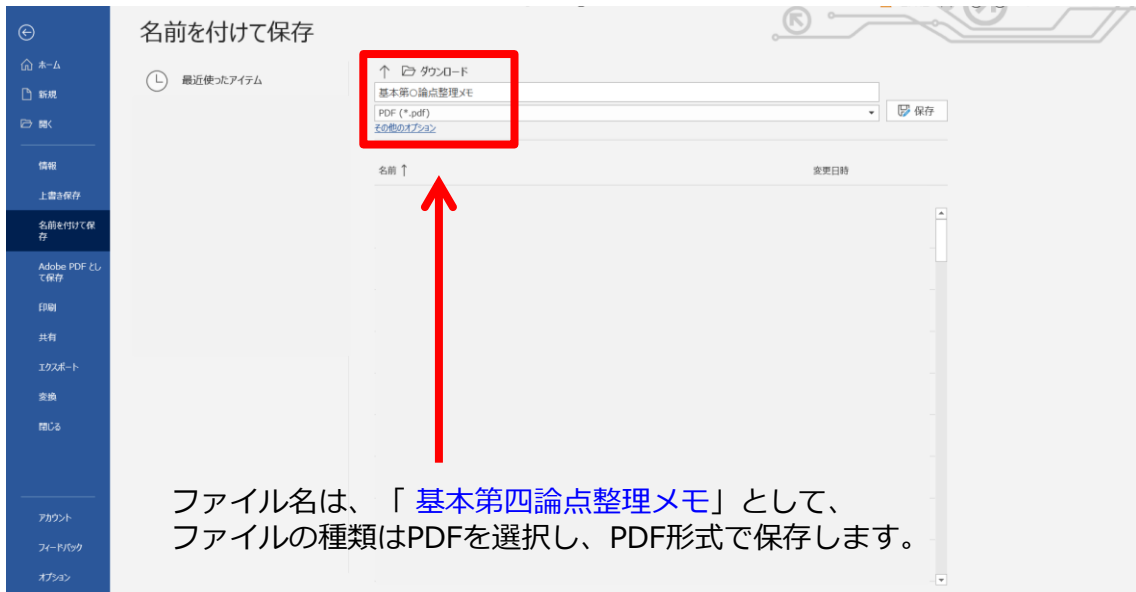 名前を付けて保存
ホーム
新規
開く
情報
上書き保存
名前を付けて保
存
Adobe PDF とし
て保存
印刷
共有
エクスポート
変換
閉じる
アカウント
フィードバック
オプション
最近使ったアイテム
↑ ダウンロード
基本第○論点整理メモ
PDF (*.pdf)
保存
その他のオプション
名前 ↑
変更日時
ファイル名は、「 基本第四論点整理メモ」として、
ファイルの種類はPDFを選択し、PDF形式で保存します。